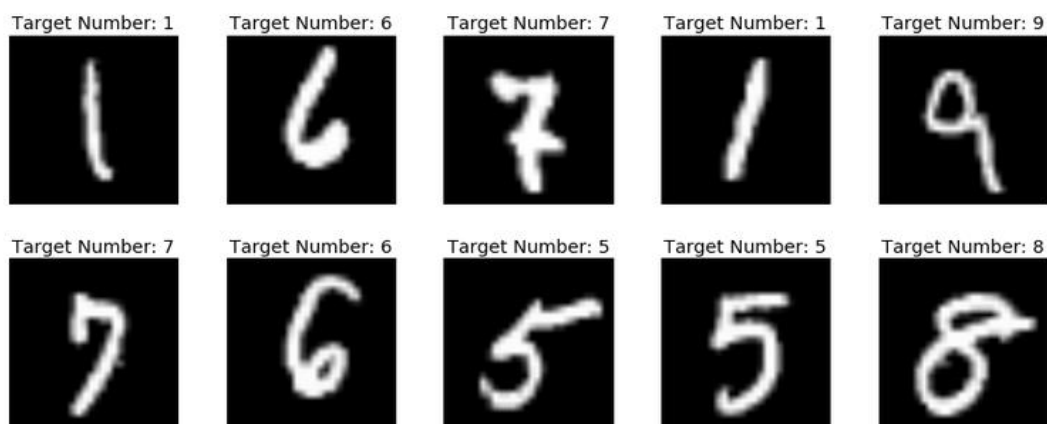 Target Number: 1 Target Number: 6 Target Number: 7 Target Number: 1 Target Number: 9
1 6 7 1 9
Target Number: 7 Target Number: 6 Target Number: 5 Target Number: 5 Target Number: 8
7 6 5 5 8